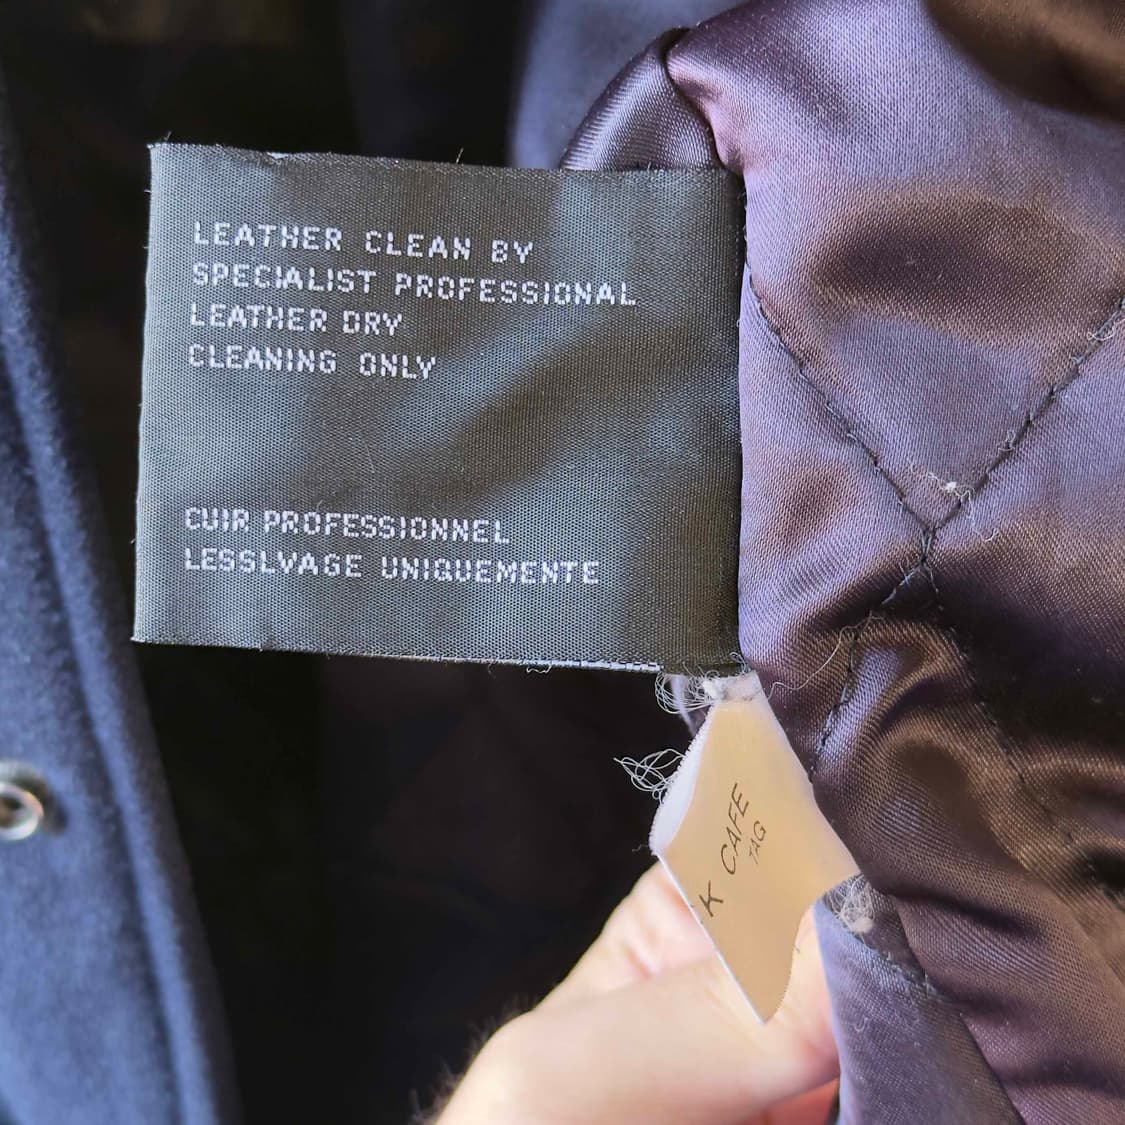 LEATHER CLEAN BY
SPECIALIST PROFESSIONAL
LEATHER DRY
CLEANING ONLY
CUIR PROFESSIONNEL
LESSLVAGE UNIQUEMENTE
K CAFE
TAG